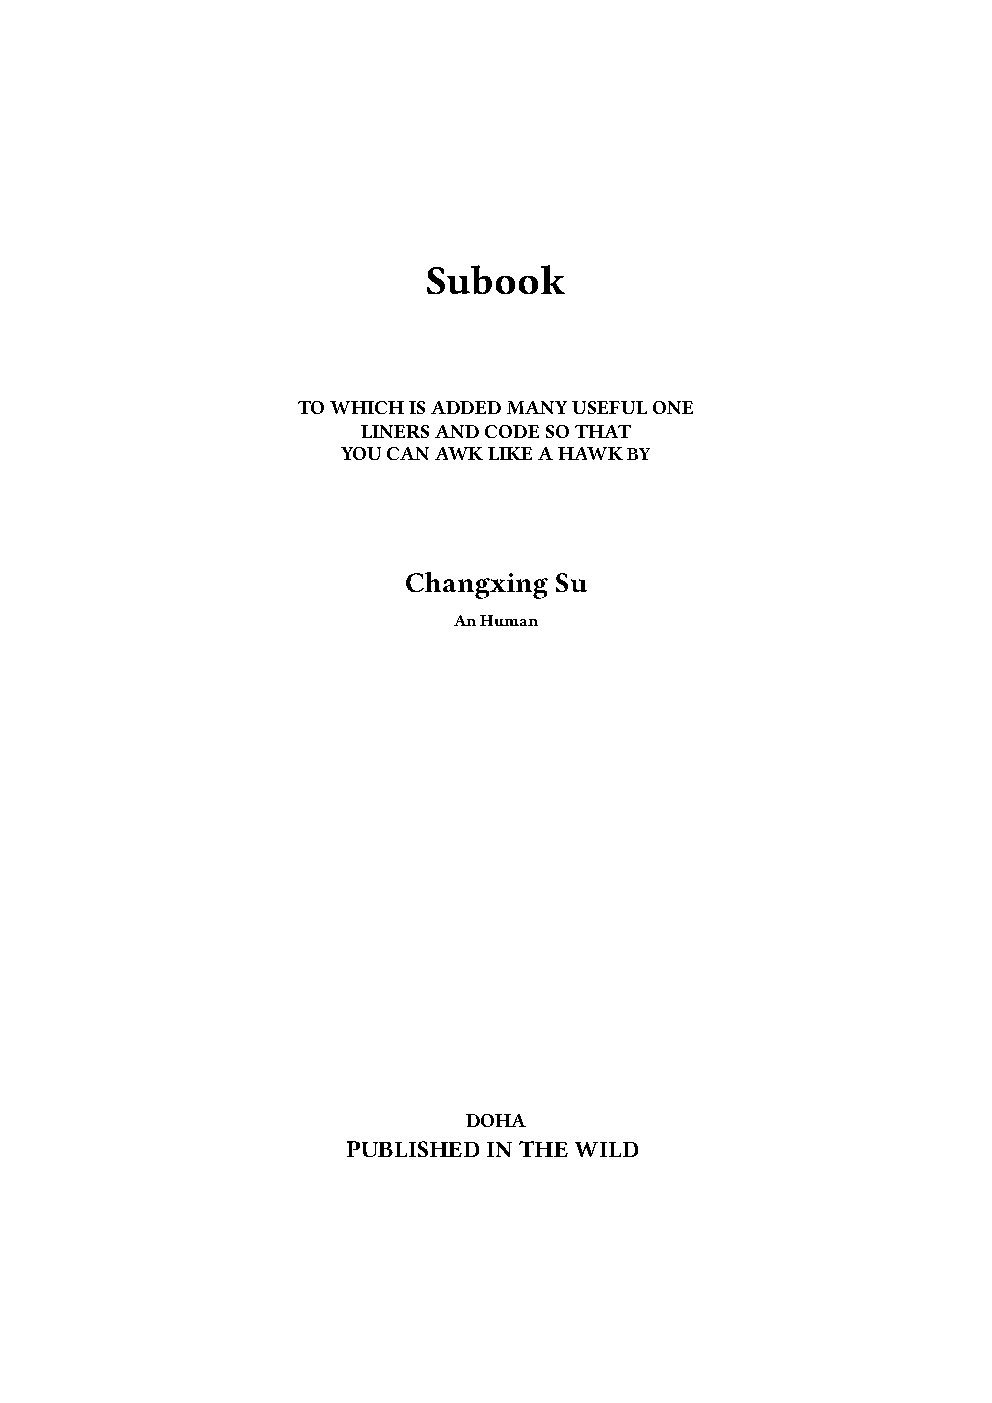 Subook
TO WHICH IS ADDED MANY USEFUL ONE
LINERS AND CODE SO THAT
YOU CAN AWK LIKE A HAWK BY
Changxing Su
An Human
DOHA
PUBLISHED IN THE WILD